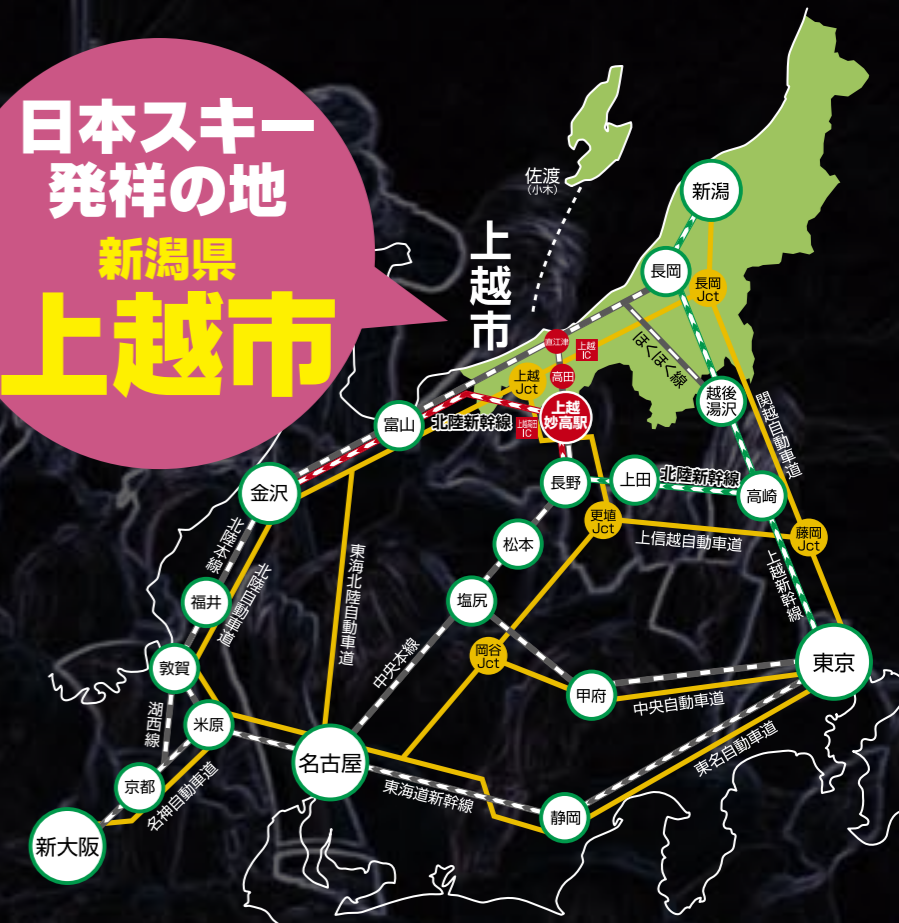 日本スキー
発祥の地
新潟県
上越市
佐渡
(小木)
上越市
新潟
長岡
長岡
Jct
直江津
上越
IC
ほくほく線
高田
上越
Jct
越後
湯沢
関越自動車道
上越
妙高駅
北陸新幹線
上越高田
IC
富山
長野
上田
北陸新幹線
高崎
金沢
更埴
Jct
上信越自動車道
藤岡
Jct
松本
北陸本線
東海北陸自動車道
上越新幹線
福井
北陸自動車道
塩尻
敦賀
中央本線
岡谷
Jct
東京
甲府
中央自動車道
湖西線
米原
名古屋
東名自動車道
京都
名神自動車道
東海道新幹線
静岡
新大阪